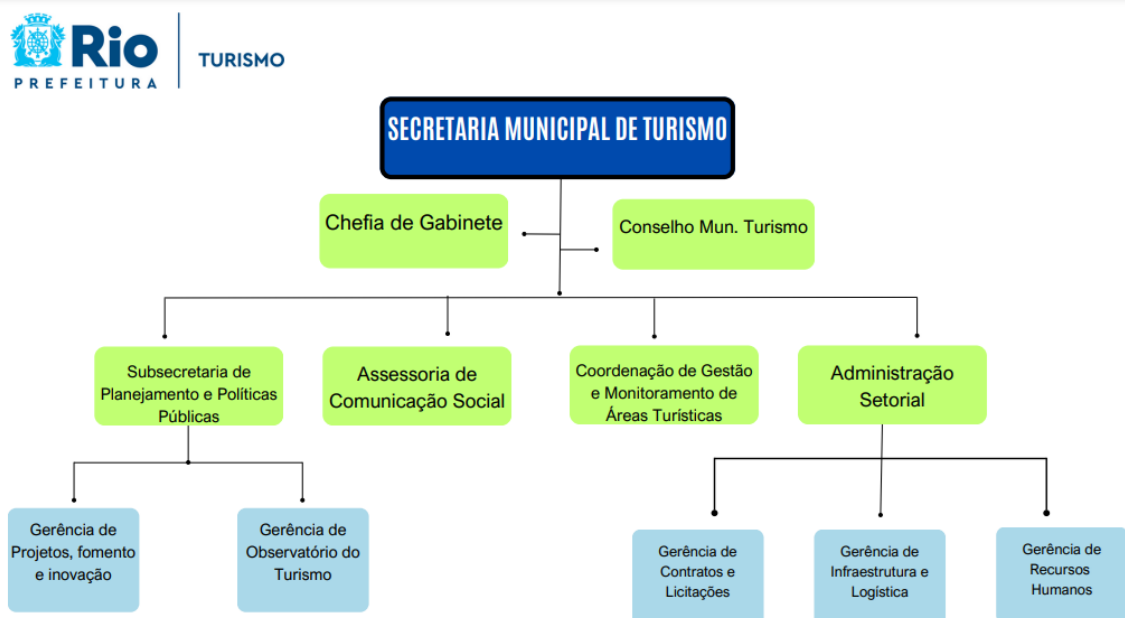 Rio
PREFEITURA
TURISMO
SECRETARIA MUNICIPAL DE TURISMO
Chefia de Gabinete
Conselho Mun. Turismo
Subsecretaria de
Planejamento e Políticas
Públicas
Assessoria de
Comunicação Social
Coordenação de Gestão
e Monitoramento de
Áreas Turísticas
Administração
Setorial
Gerência de
Projetos, fomento
e inovação
Gerência de
Observatório do
Turismo
Gerência de
Contratos e
Licitações
Gerência de
Infraestrutura e
Logística
Gerência de
Recursos
Humanos